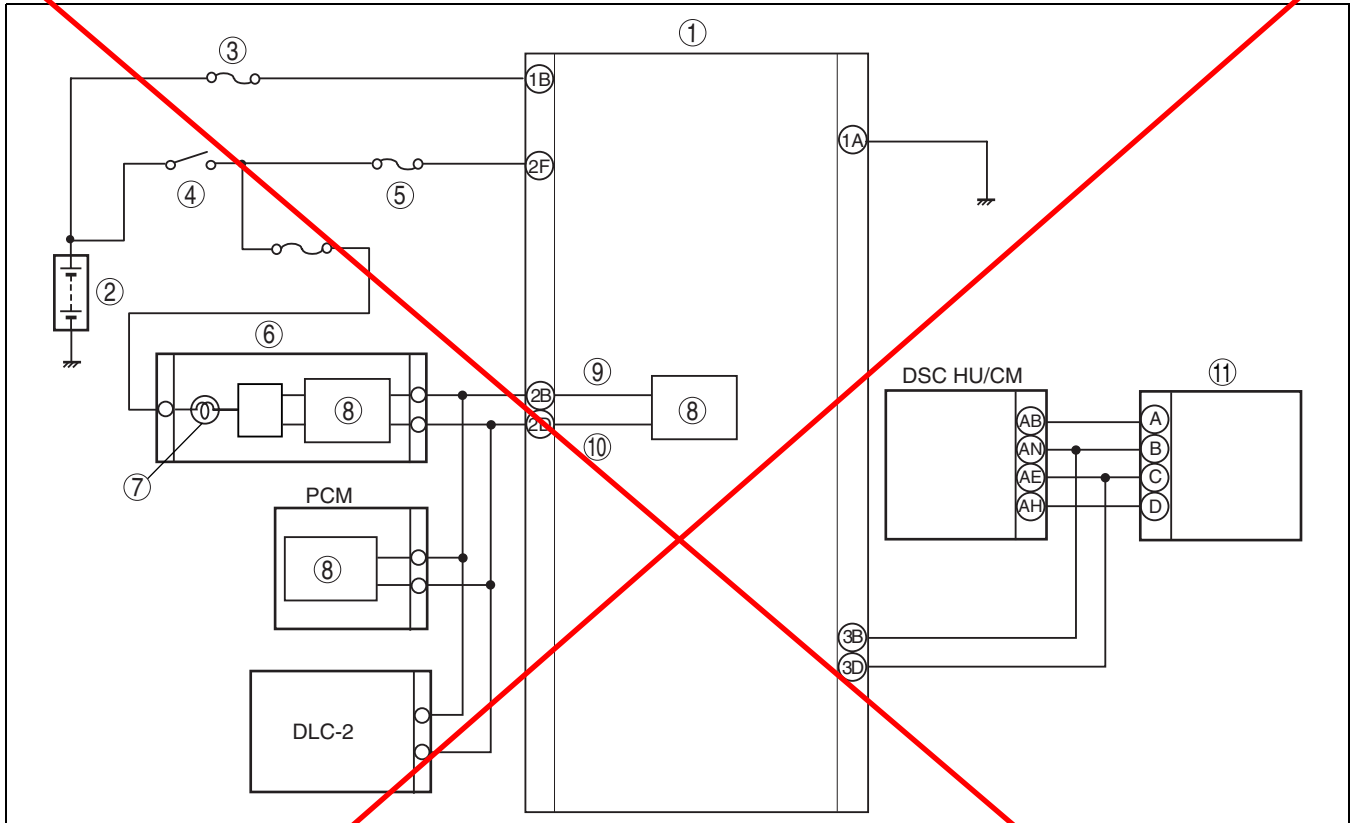 ①
③
1B
1A
2F
④
⑤
②
⑥
⑨
DSC HU/CM
⑪
⑧
2B
⑧
AB
A
2D
AN
B
⑩
AE
C
⑦
AH
D
PCM
⑧
3B
3D
DLC-2